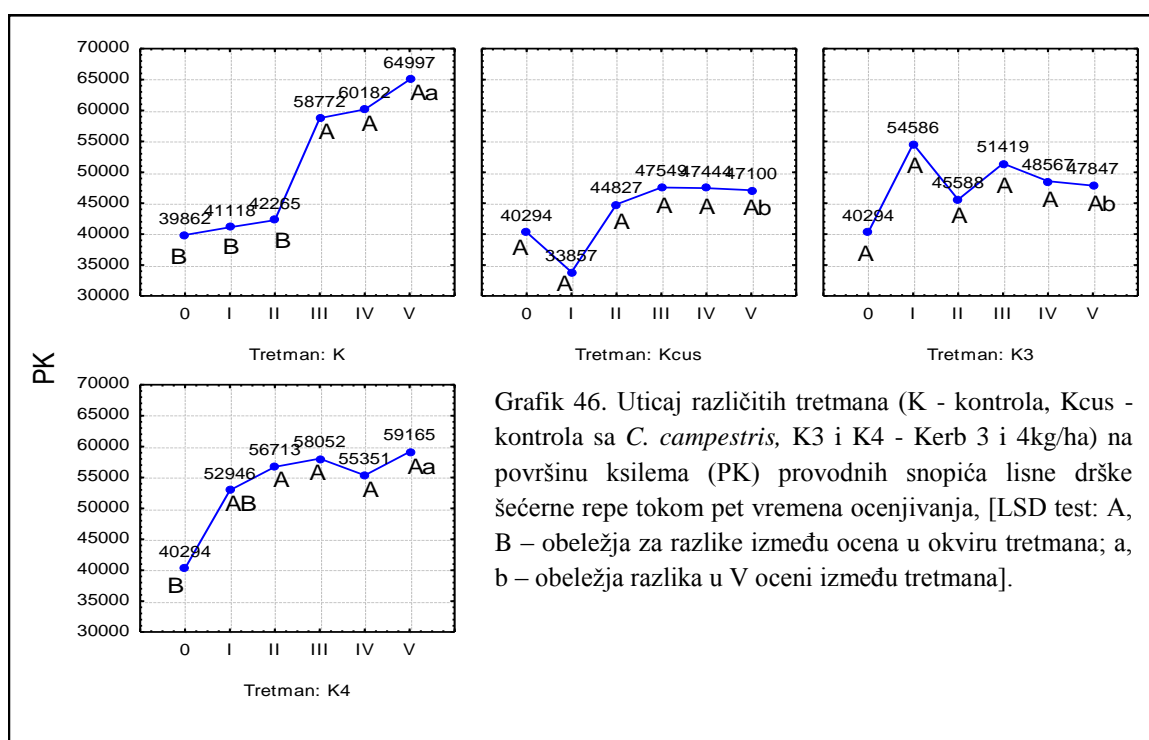 70000
65000
60000
55000
50000
45000
40000
35000
30000
39862
41118
42265
58772
60182
64997
B
B
B
A
A
Aa
0 I II III IV V
Tretman: K
40294
33857
44827
47549
47444
47100
A
A
A
A
A
Ab
0 I II III IV V
Tretman: Kcus
40294
54586
45588
51419
48567
47847
A
A
A
A
A
Ab
0 I II III IV V
Tretman: K3
PK
70000
65000
60000
55000
50000
45000
40000
35000
30000
40294
52946
56713
58052
55351
59165
B
AB
A
A
A
Aa
0 I II III IV V
Tretman: K4
Grafik 46. Uticaj različitih tretmana (K - kontrola, Kcus -
kontrola sa C. campestris, K3 i K4 - Kerb 3 i 4kg/ha) na
površinu ksilema (PK) provodnih snopića lisne drške
šećerne repe tokom pet vremena ocenjivanja, [LSD test: A,
B – obeležja za razlike između ocena u okviru tretmana; a,
b – obeležja razlika u V oceni između tretmana].